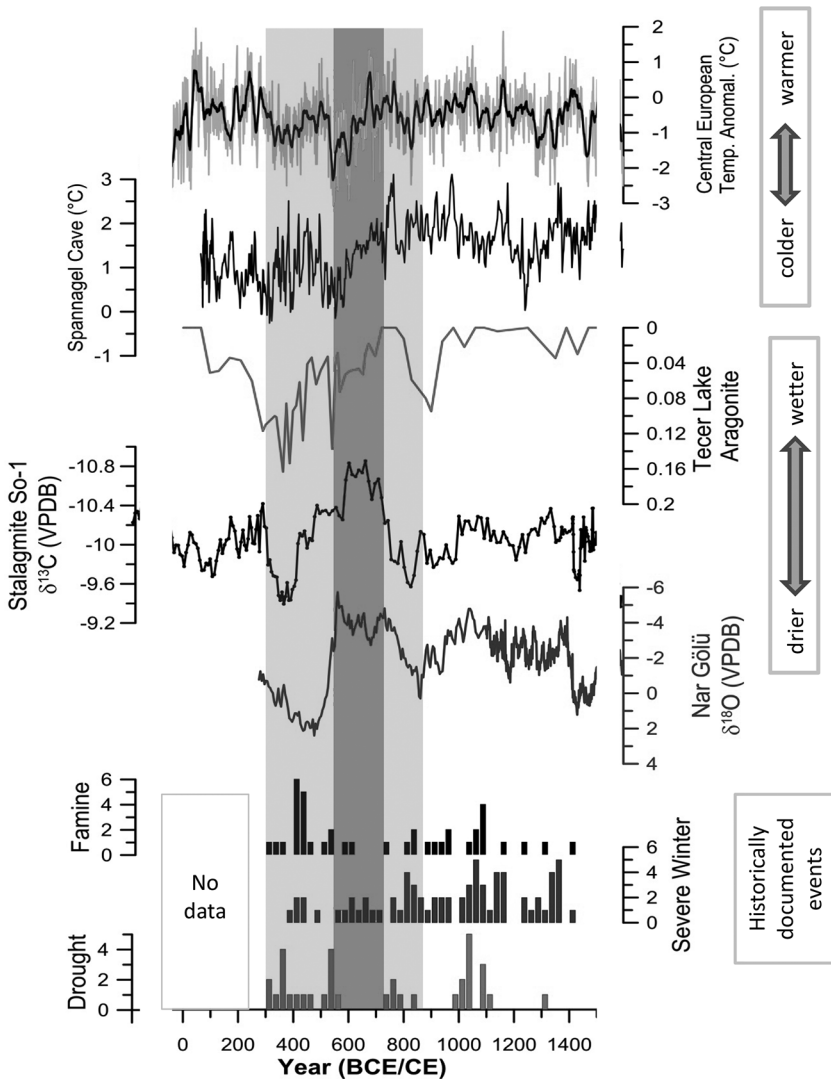 2
1
0
-1
-2
-3
Central European
Temp. Anomal. (°C)
warmer
colder
3
2
1
0
-1
Spannagel Cave (°C)
0
0.04
0.08
0.12
0.16
0.2
Tecer Lake
Aragonite
wetter
drier
-10.8
-10.4
-10
-9.6
-9.2
Stalagmite So-1
δ13C (VPDB)
-6
-4
-2
0
2
4
Nar Gölü
δ18O (VPDB)
6
4
2
0
Famine
No
data
6
4
2
0
Severe Winter
Historically
documented
events
4
2
0
Drought
0 200 400 600 800 1000 1200 1400
Year (BCE/CE)